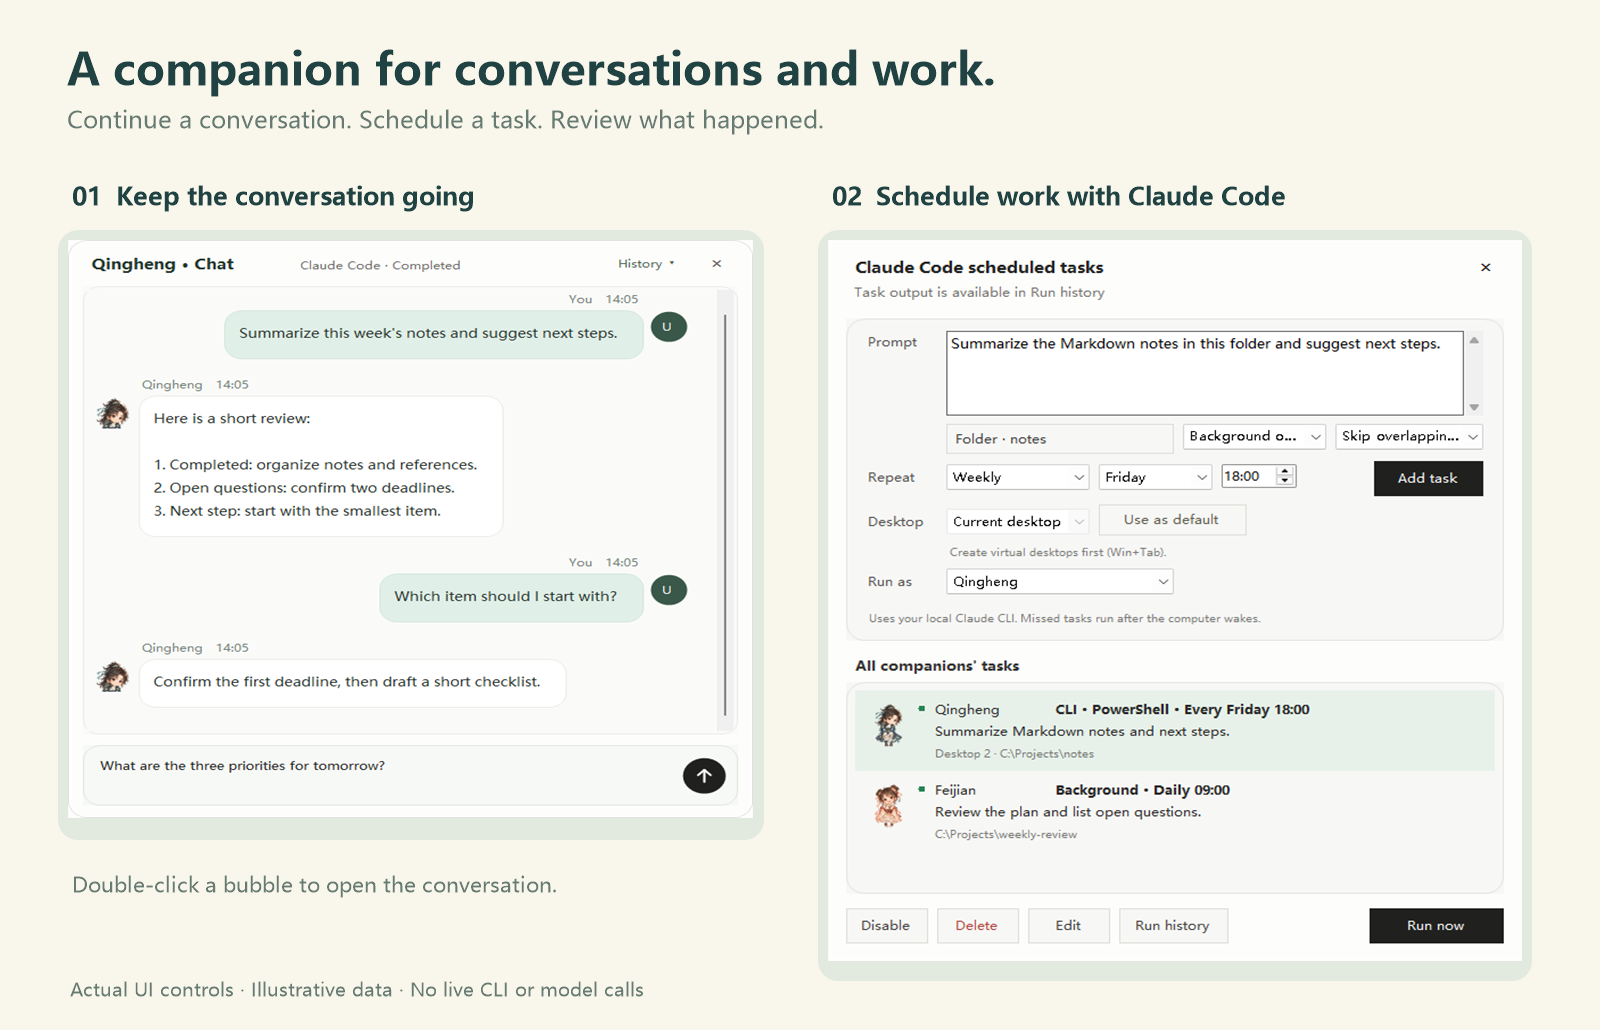 A companion for conversations and work.
Continue a conversation. Schedule a task. Review what happened.
01 Keep the conversation going
Qingheng • Chat
Claude Code · Completed
History
×
You 14:05
Summarize this week's notes and suggest next steps.
U
Qingheng 14:05
Here is a short review:
1. Completed: organize notes and references.
2. Open questions: confirm two deadlines.
3. Next step: start with the smallest item.
You 14:05
Which item should I start with?
U
Qingheng 14:05
Confirm the first deadline, then draft a short checklist.
What are the three priorities for tomorrow?
Double-click a bubble to open the conversation.
02 Schedule work with Claude Code
Claude Code scheduled tasks
×
Task output is available in Run history
Prompt
Summarize the Markdown notes in this folder and suggest next steps.
Folder · notes
Background o...
Skip overlappin...
Repeat
Weekly
Friday
18:00
Add task
Desktop
Current desktop
Use as default
Create virtual desktops first (Win+Tab).
Run as
Qingheng
Uses your local Claude CLI. Missed tasks run after the computer wakes.
All companions' tasks
Qingheng
CLI • PowerShell • Every Friday 18:00
Summarize Markdown notes and next steps.
Desktop 2 · C:\Projects\notes
Feijian
Background • Daily 09:00
Review the plan and list open questions.
C:\Projects\weekly-review
Disable
Delete
Edit
Run history
Run now
Actual UI controls · Illustrative data · No live CLI or model calls